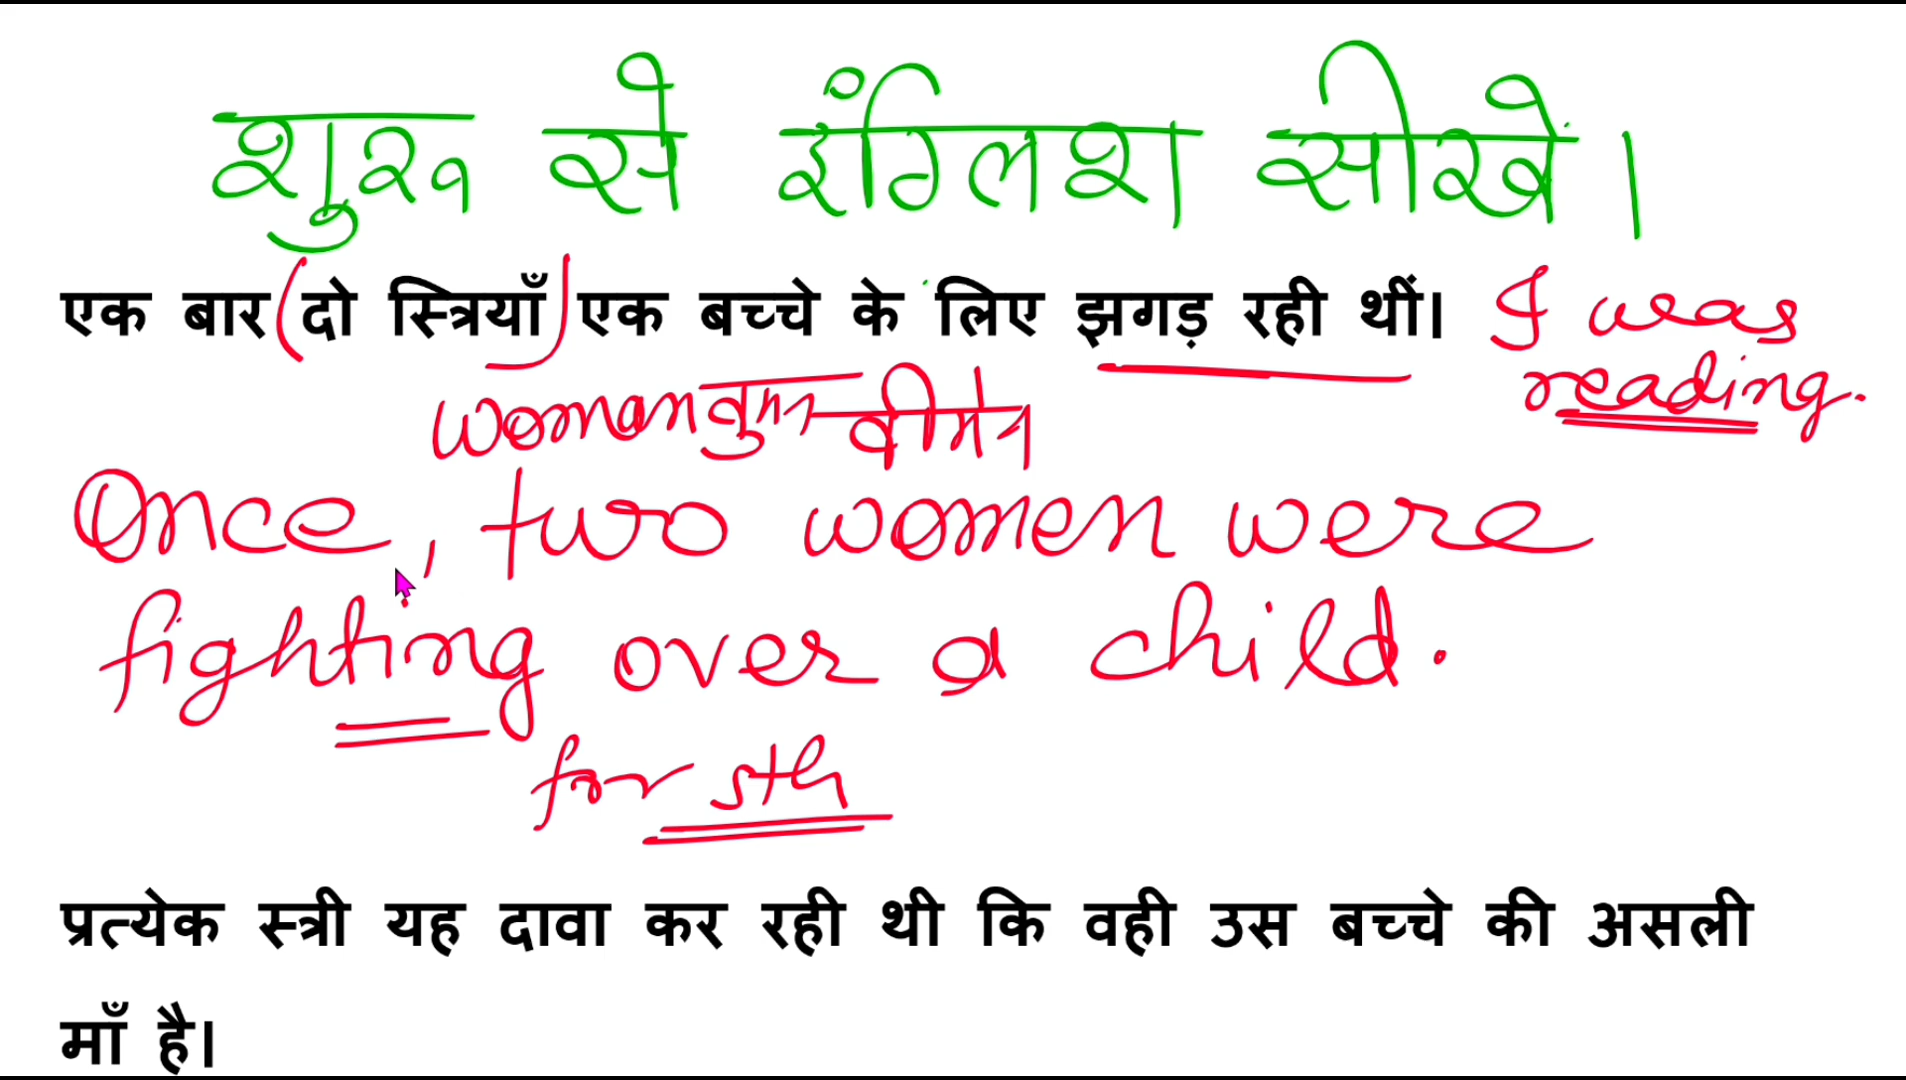 शुरू से इंग्लिश सीखें।
एक बार (दो स्त्रियाँ) एक बच्चे के लिए झगड़ रही थीं। I was
reading.
woman वुमन वीमेन
Once, two women were
fighting over a child.
for sth
प्रत्येक स्त्री यह दावा कर रही थी कि वही उस बच्चे की असली
माँ है।